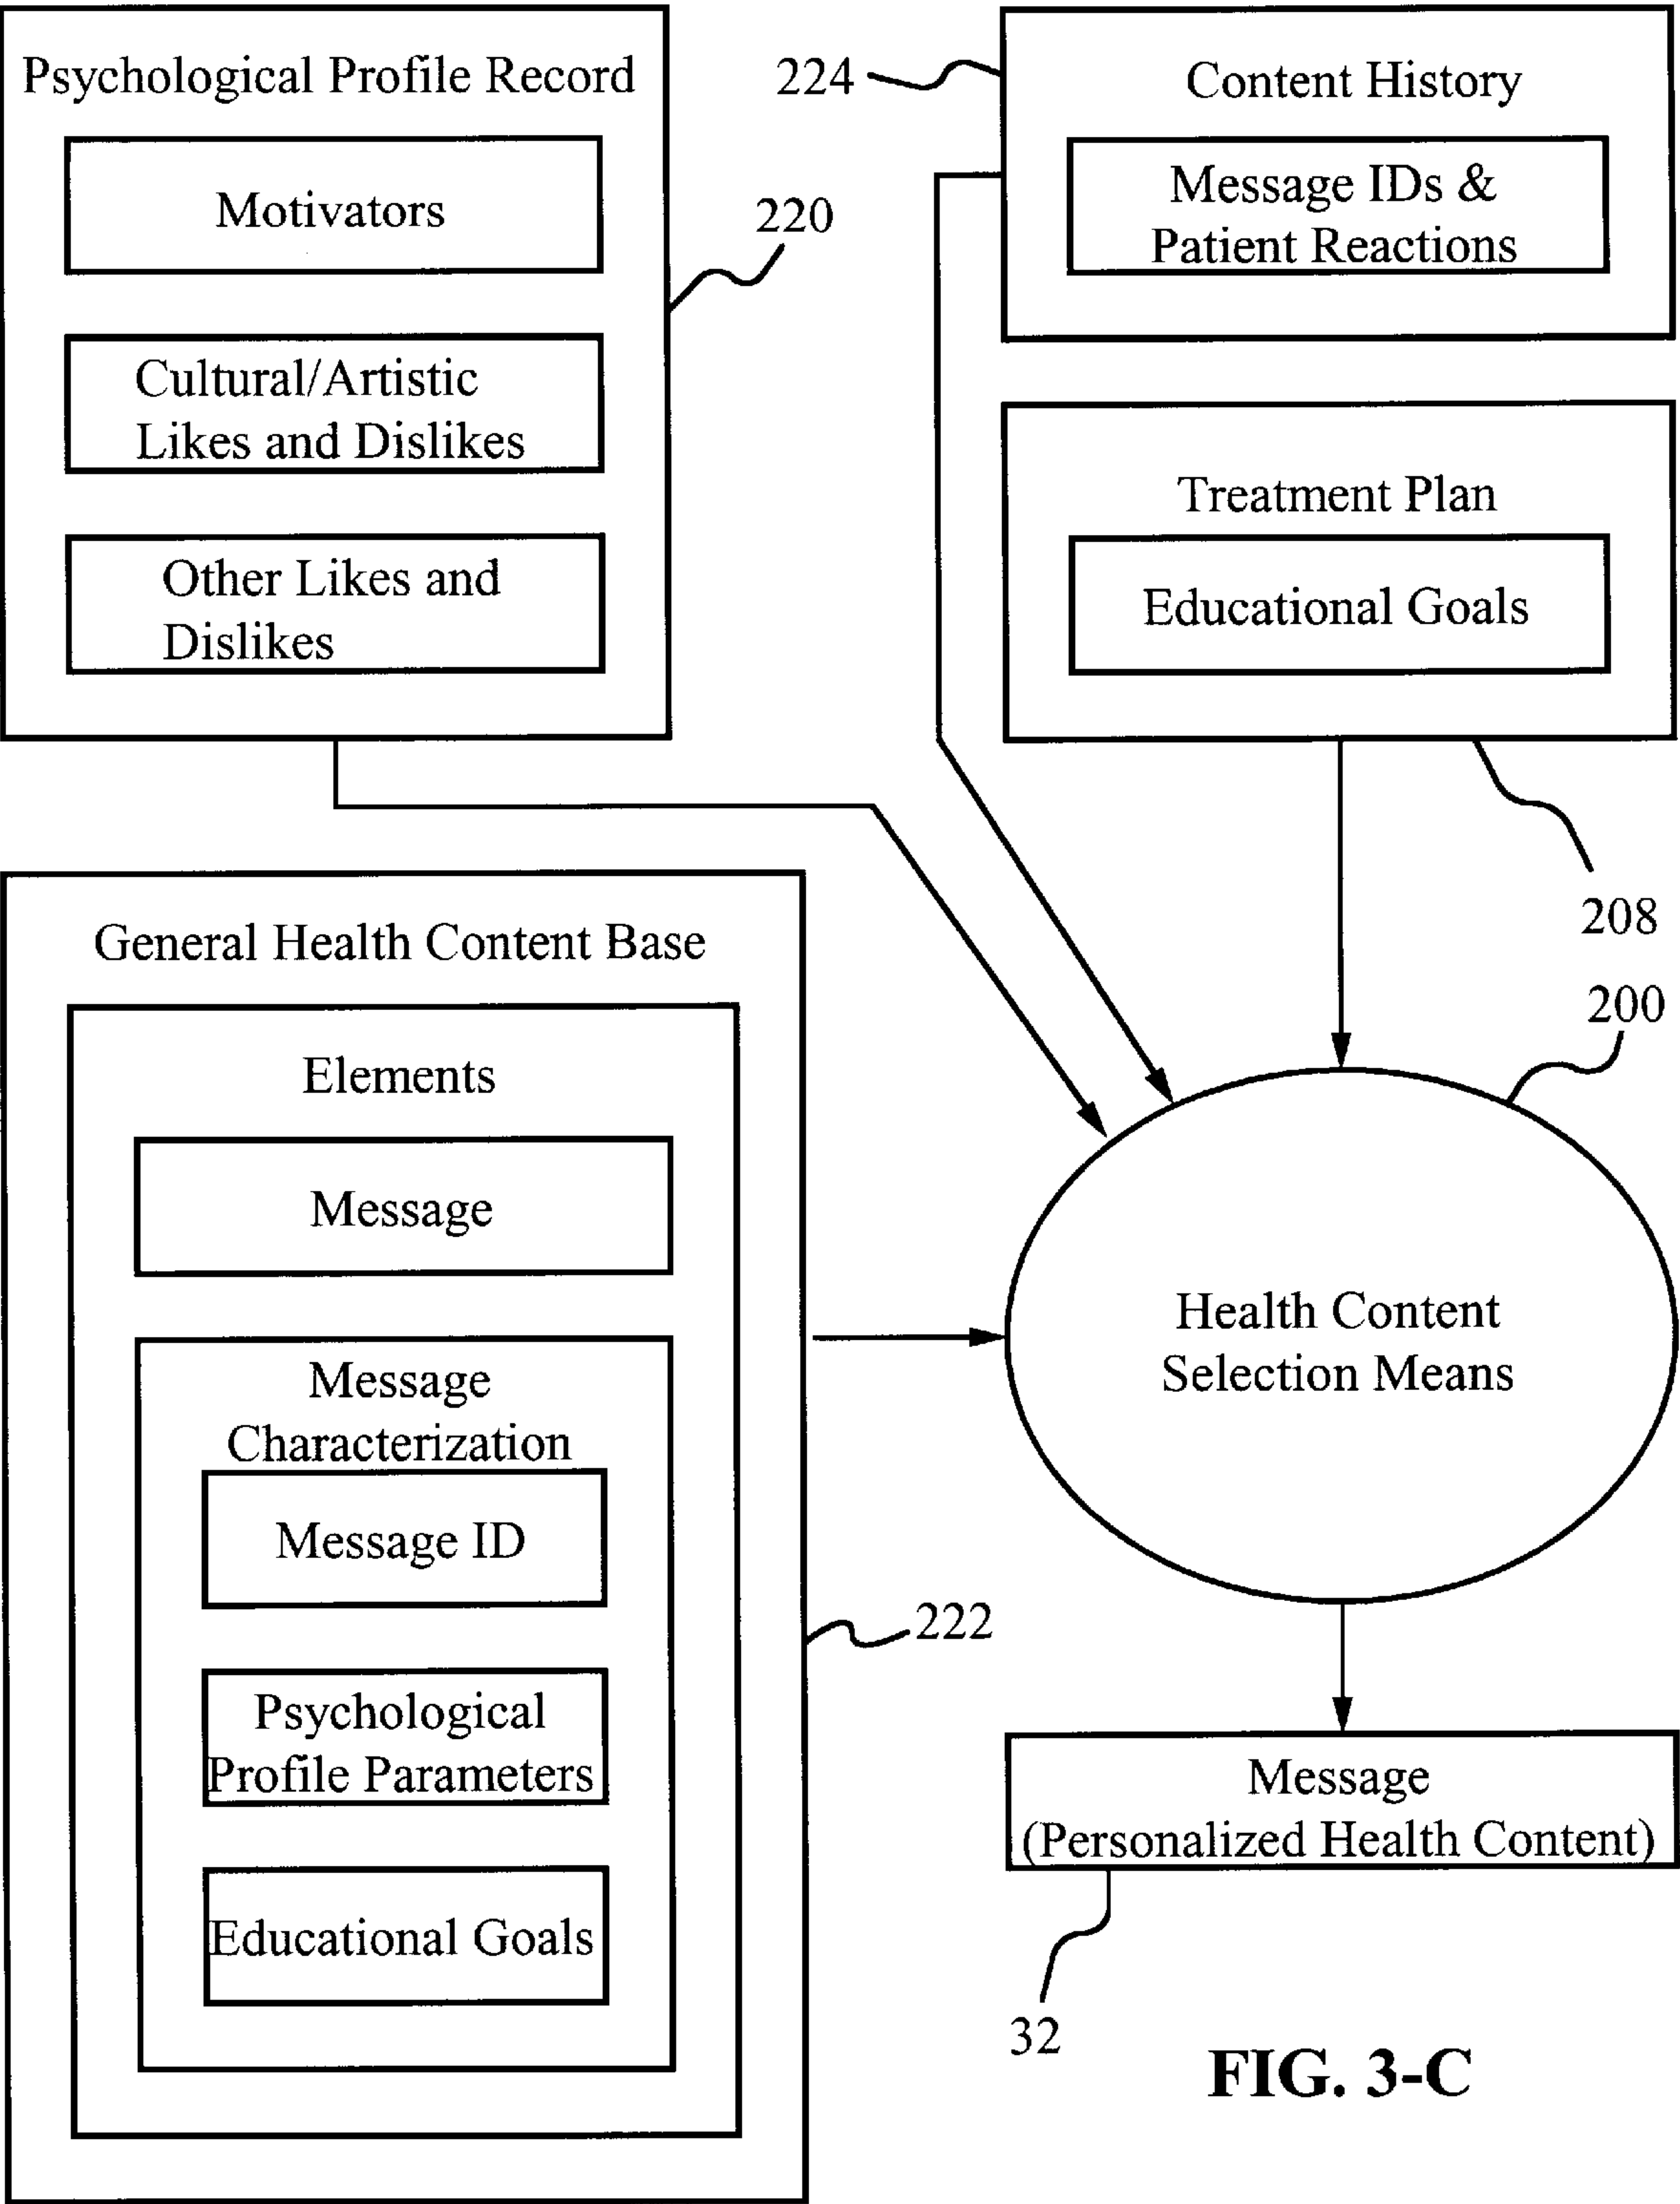 Psychological Profile Record
Motivators
Cultural/Artistic
Likes and Dislikes
Other Likes and
Dislikes
220
224
Content History
Message IDs &
Patient Reactions
Treatment Plan
Educational Goals
208
200
General Health Content Base
Elements
Message
Message
Characterization
Message ID
Psychological
Profile Parameters
Educational Goals
222
Health Content
Selection Means
Message
(Personalized Health Content)
32
FIG. 3-C